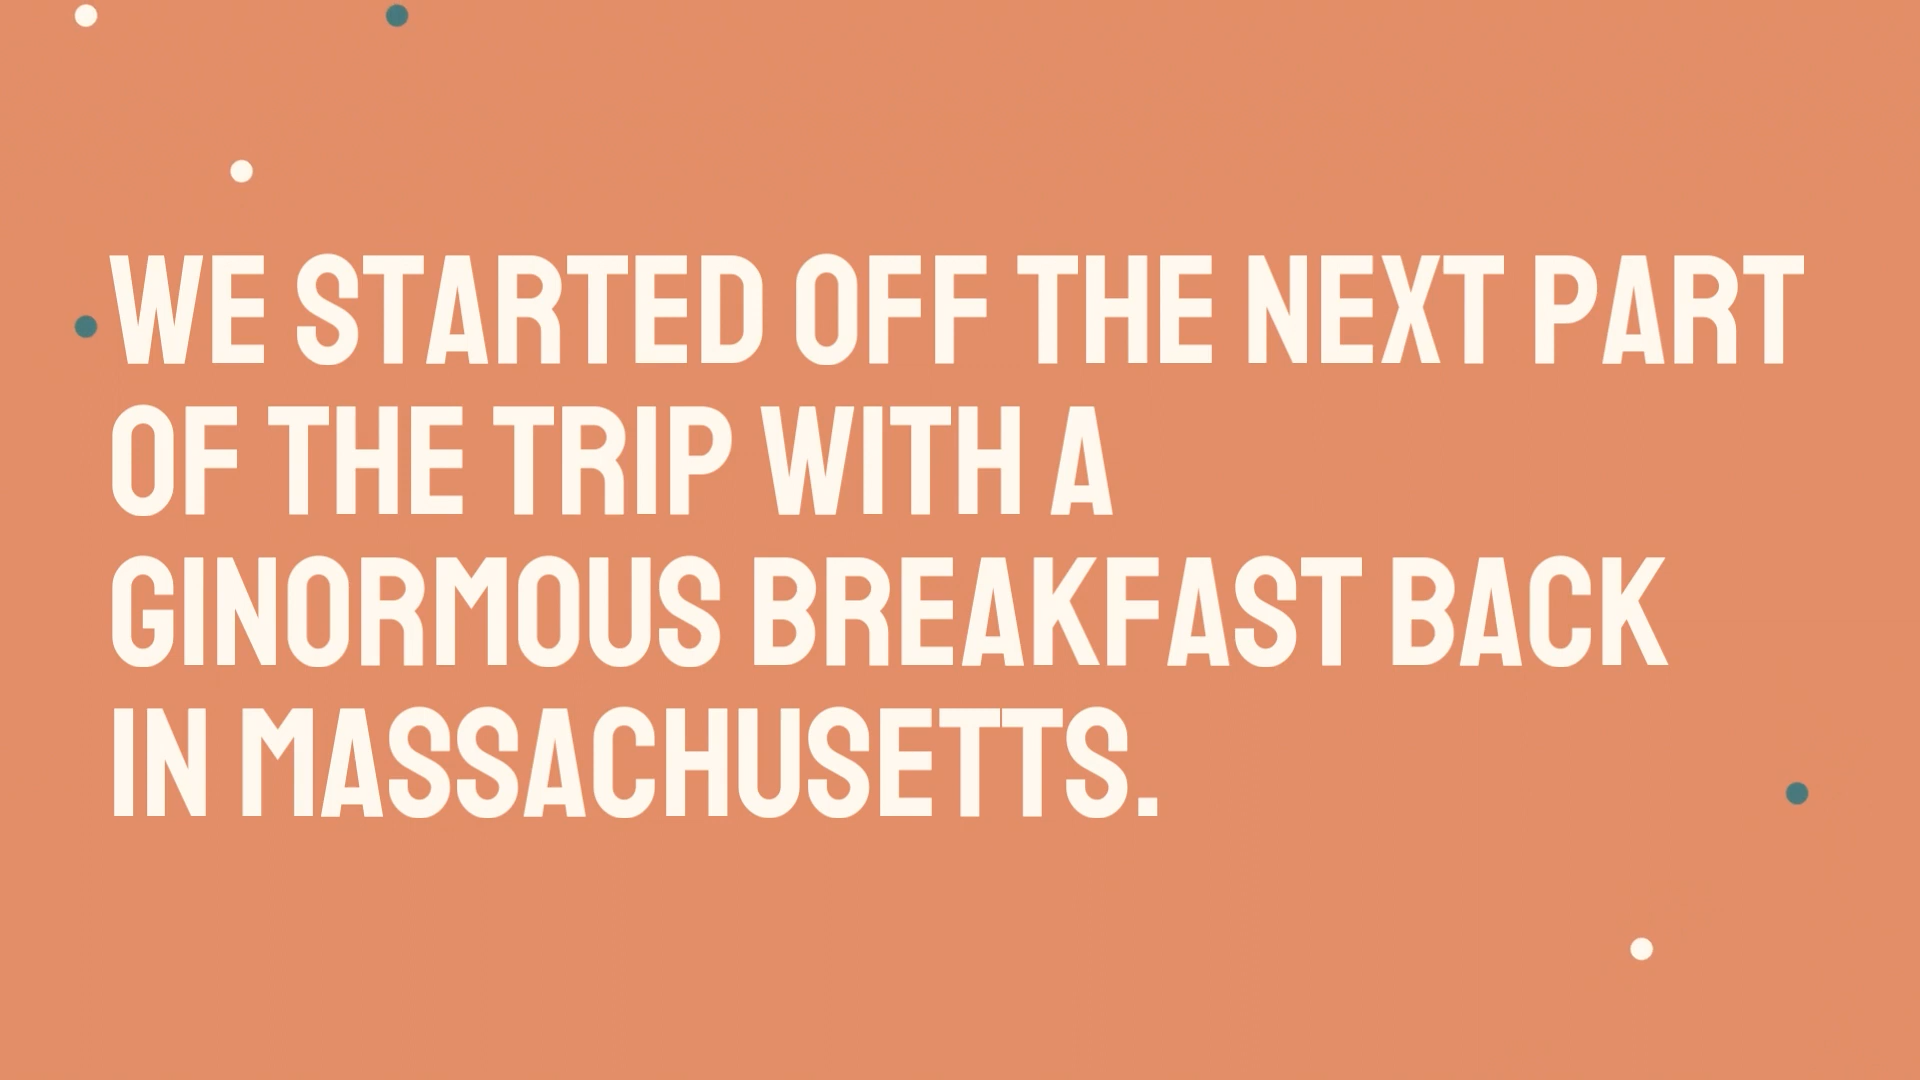 WE STARTED OFF THE NEXT PART
OF THE TRIP WITH A
GINORMOUS BREAKFAST BACK
IN MASSACHUSETTS.